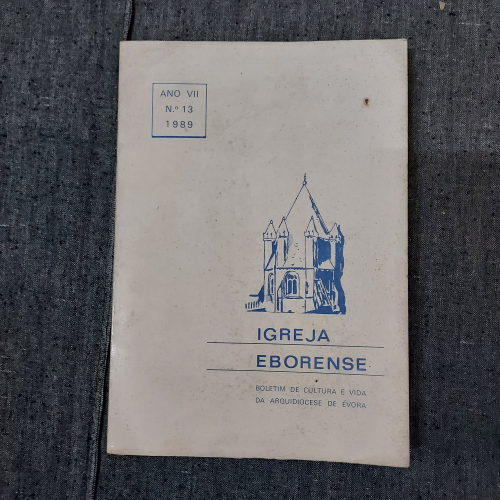 ANO VII
N.º 13
1989
IGREJA
EBORENSE
BOLETIM DE CULTURA E VIDA
DA ARQUIDIOCESE DE ÉVORA